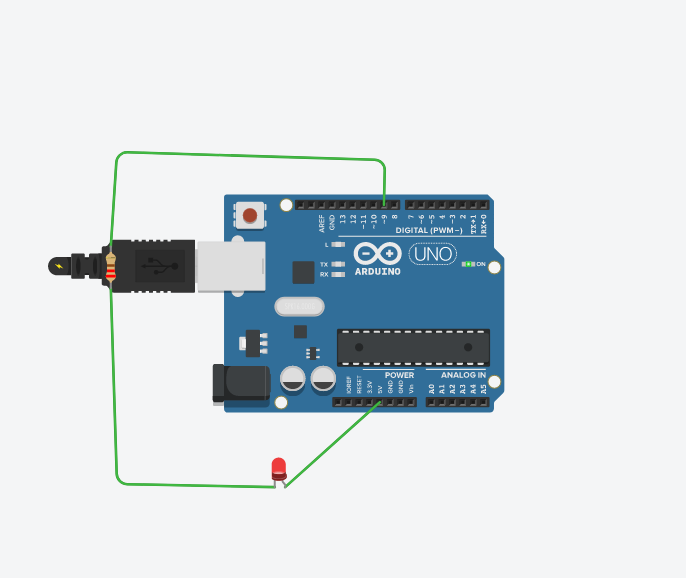 AREF
GND
13
12
~11
~10
~9
8
7
~6
~5
4
~3
2
TX→1
RX←0
DIGITAL (PWM~)
L
TX
RX
ARDUINO
UNO
ON
POWER
ANALOG IN
IOREF
RESET
3.3V
5V
GND
GND
Vin
A0
A1
A2
A3
A4
A5